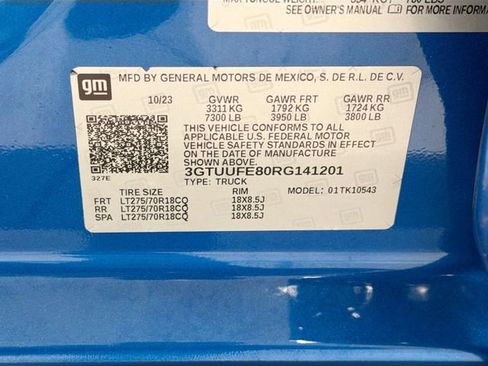 SEE OWNER'S MANUAL FOR MORE INFORMA
gm
MFD BY GENERAL MOTORS DE MEXICO, S. DE R.L. DE C.V.
10/23 GVWR GAWR FRT GAWR RR
3311 KG 1792 KG 1724 KG
7300 LB 3950 LB 3800 LB
THIS VEHICLE CONFORMS TO ALL
APPLICABLE U.S. FEDERAL MOTOR
VEHICLE SAFETY STANDARDS IN
EFFECT ON THE DATE OF MANUFACTURE
SHOWN ABOVE.
3GTUUFE80RG141201
327E TYPE: TRUCK
TIRE SIZE RIM MODEL: 01TK10543
FRT LT275/70R18CQ 18X8.5J
RR LT275/70R18CQ 18X8.5J
SPA LT275/70R18CQ 18X8.5J